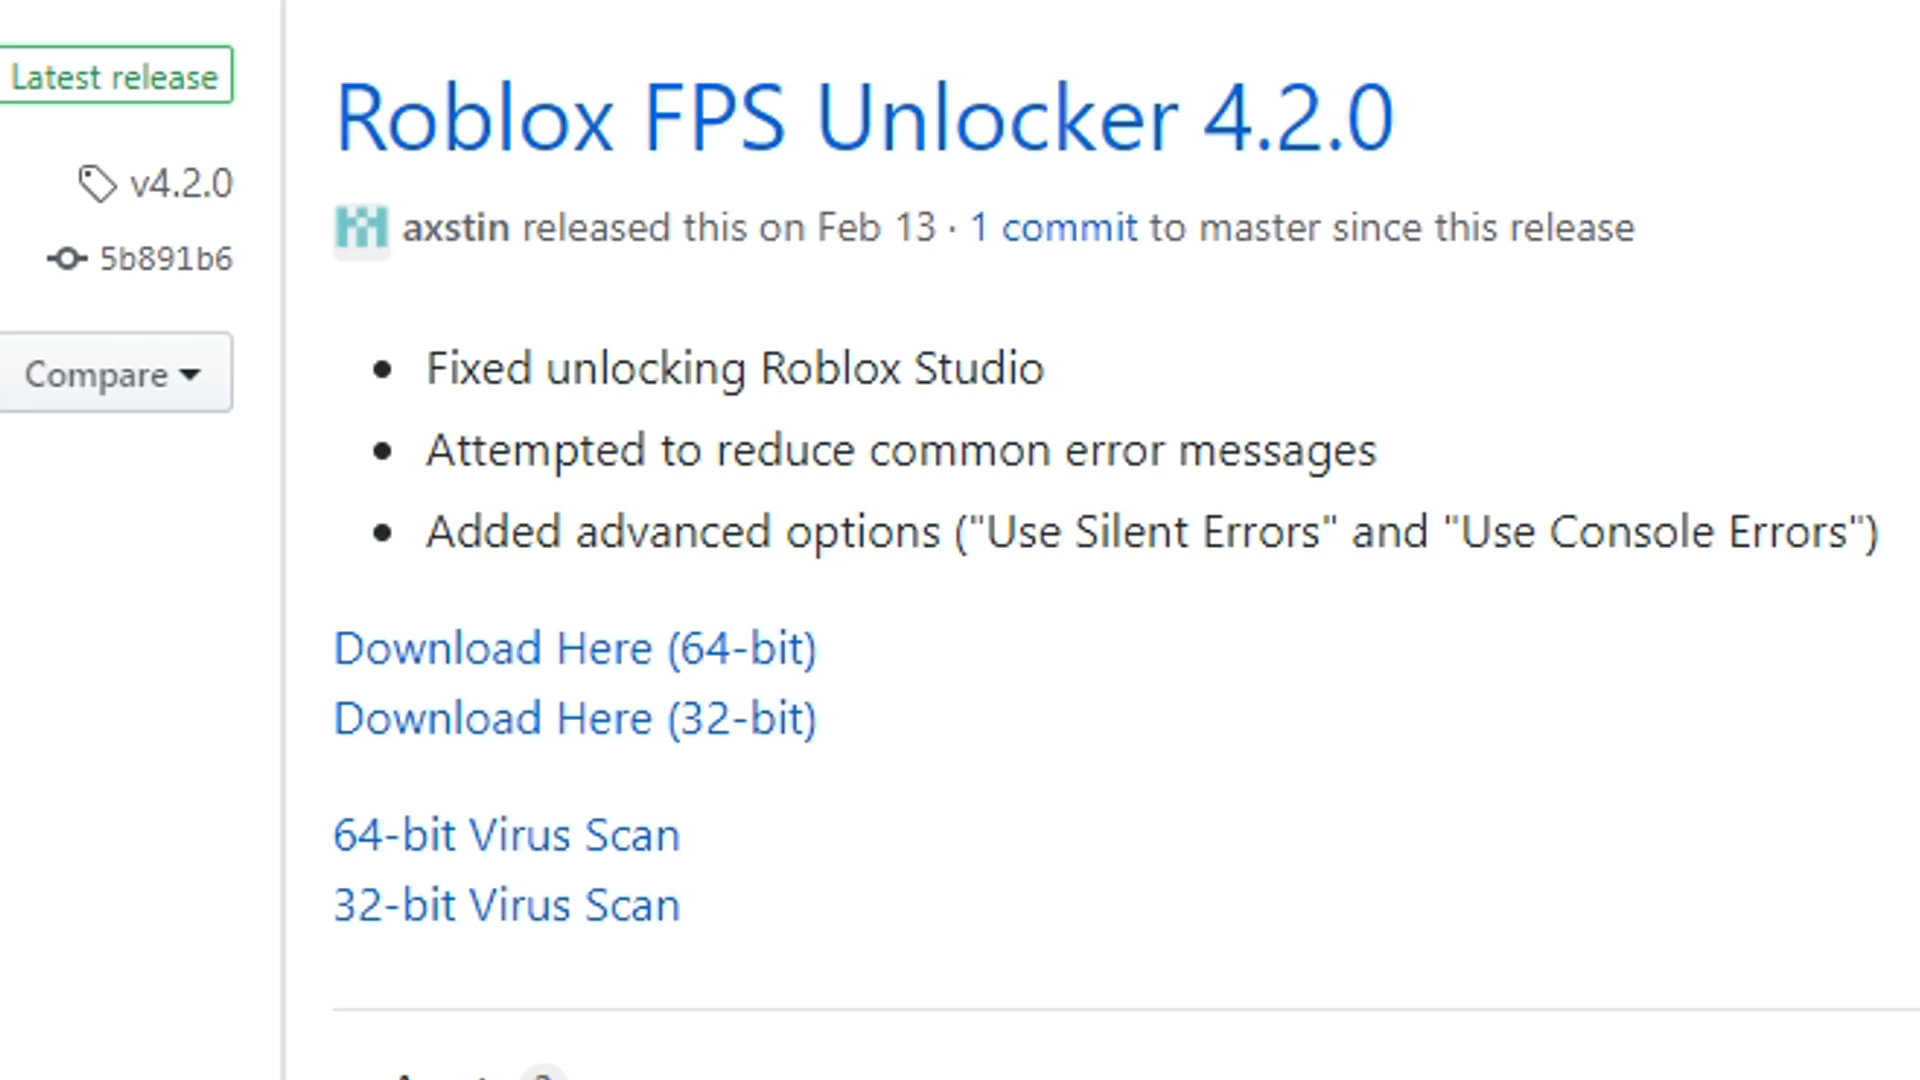 Latest release
v4.2.0
5b891b6
Compare
Roblox FPS Unlocker 4.2.0
axstin released this on Feb 13 · 1 commit to master since this release
• Fixed unlocking Roblox Studio
• Attempted to reduce common error messages
• Added advanced options ("Use Silent Errors" and "Use Console Errors")
Download Here (64-bit)
Download Here (32-bit)
64-bit Virus Scan
32-bit Virus Scan